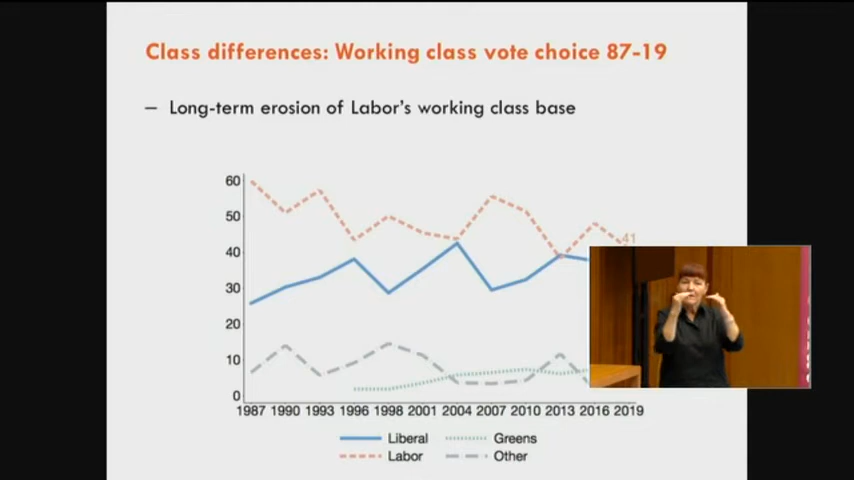 Class differences: Working class vote choice 87-19
– Long-term erosion of Labor's working class base
60
50
41
40
30
20
10
0
1987 1990 1993 1996 1998 2001 2004 2007 2010 2013 2016 2019
Liberal Greens
Labor Other